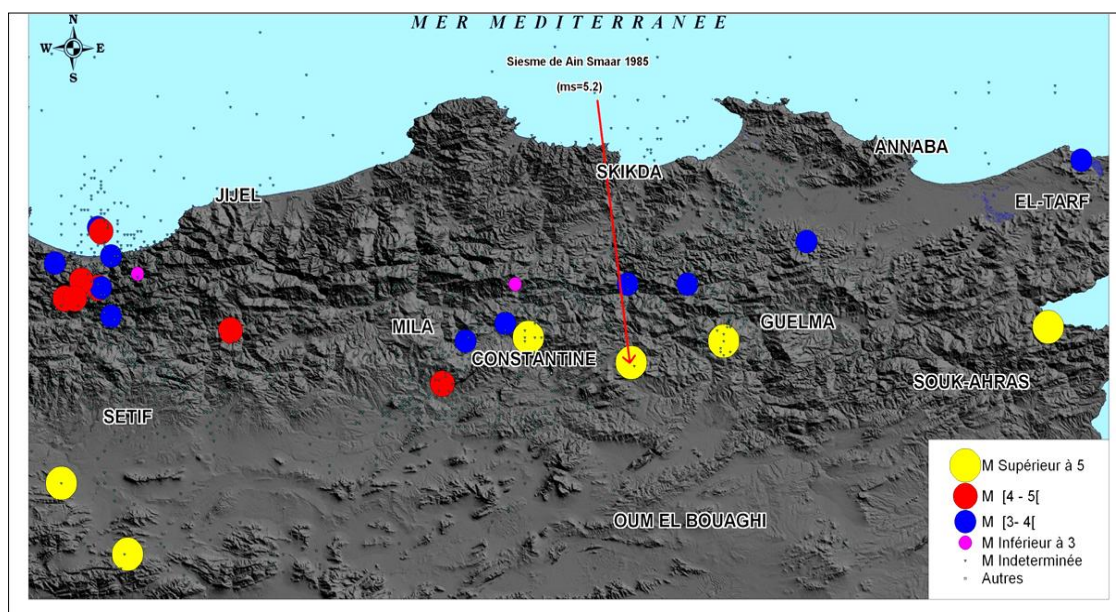 MER MEDITERRANEE
N
W E
S
Siesme de Ain Smaar 1985
(ms=5.2)
ANNABA
SKIKDA
JIJEL
EL-TARF
MILA
GUELMA
CONSTANTINE
SOUK-AHRAS
SETIF
OUM EL BOUAGHI
M Supérieur à 5
M [4 - 5[
M [3- 4[
M Inférieur à 3
M Indeterminée
Autres